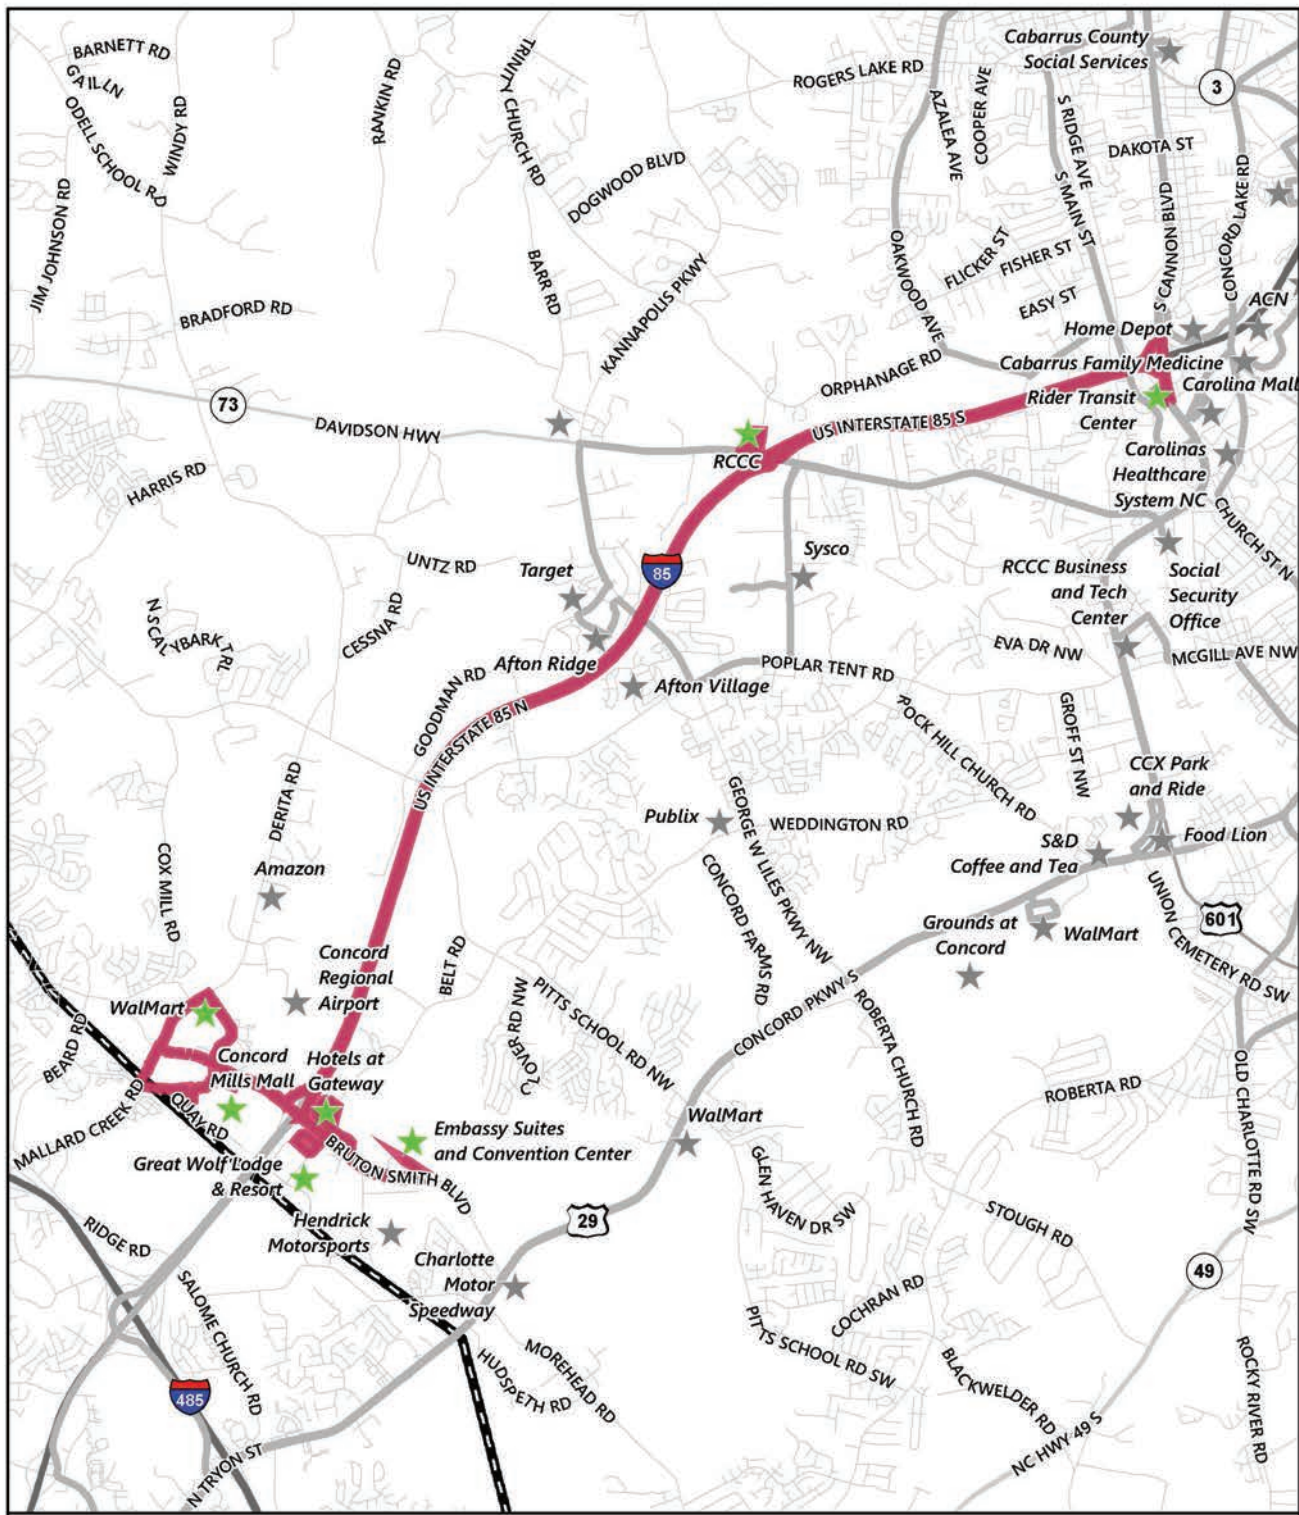 Cabarrus County
Social Services
BARNETT RD
GAIL LN
ODELL SCHOOL RD
WINDY RD
RANKIN RD
TRINITY CHURCH RD
ROGERS LAKE RD
3
AZALEA AVE
COOPER AVE
S RIDGE AVE
DAKOTA ST
S MAIN ST
S CANNON BLVD
CONCORD LAKE RD
DOGWOOD BLVD
JIM JOHNSON RD
BARR RD
KANNAPOLIS PKWY
OAKWOOD AVE
FLICKER ST
FISHER ST
EASY ST
BRADFORD RD
ACN
Home Depot
Cabarrus Family Medicine
Carolina Mall
ORPHANAGE RD
Rider Transit
Center
73
DAVIDSON HWY
US INTERSTATE 85 S
RCCC
Carolinas
Healthcare
System NC
HARRIS RD
CHURCH ST N
UNTZ RD
Target
85
Sysco
RCCC Business
and Tech
Center
Social
Security
Office
N SCALYBARK TRL
CESSNA RD
EVA DR NW
MCGILL AVE NW
Afton Ridge
GOODMAN RD
POPLAR TENT RD
Afton Village
US INTERSTATE 85 N
ROCK HILL CHURCH RD
GROFF ST NW
CCX Park
and Ride
DERITA RD
Publix
GEORGE W LILES PKWY NW
WEDDINGTON RD
S&D
Coffee and Tea
Food Lion
COX MILL RD
Amazon
CONCORD FARMS RD
UNION CEMETERY RD SW
601
Grounds at
Concord
WalMart
Concord
Regional
Airport
BELT RD
CLOVER RD NW
PITTS SCHOOL RD NW
CONCORD PKWY S
ROBERTA CHURCH RD
WalMart
BEARD RD
Concord
Mills Mall
Hotels at
Gateway
ROBERTA RD
OLD CHARLOTTE RD SW
MALLARD CREEK RD
QUAY RD
WalMart
Embassy Suites
and Convention Center
BRUTON SMITH BLVD
Great Wolf Lodge
& Resort
GLEN HAVEN DR SW
29
STOUGH RD
RIDGE RD
Hendrick
Motorsports
Charlotte
Motor
Speedway
49
SALOME CHURCH RD
COCHRAN RD
PITTS SCHOOL RD SW
MOREHEAD RD
HUDSPETH RD
BLACKWELDER RD
ROCKY RIVER RD
485
NC HWY 49 S
N TRYON ST